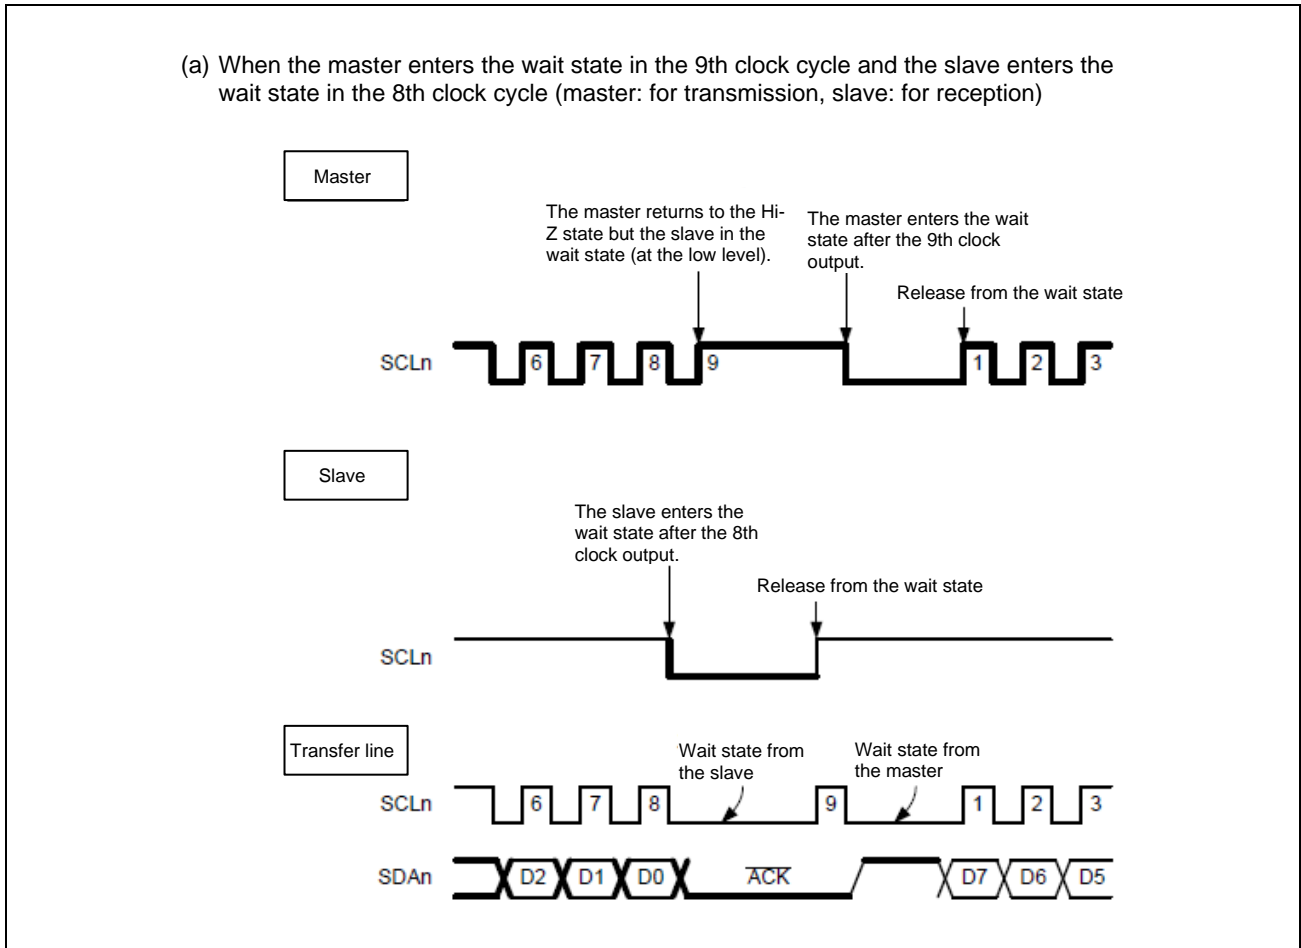 (a) When the master enters the wait state in the 9th clock cycle and the slave enters the
wait state in the 8th clock cycle (master: for transmission, slave: for reception)
Master
The master returns to the Hi-
Z state but the slave in the
wait state (at the low level).
The master enters the wait
state after the 9th clock
output.
Release from the wait state
SCLn 6 7 8 9 1 2 3
Slave
The slave enters the
wait state after the 8th
clock output.
Release from the wait state
SCLn
Transfer line
Wait state from
the slave
Wait state from
the master
SCLn 6 7 8 9 1 2 3
SDAn D2 D1 D0 ACK D7 D6 D5